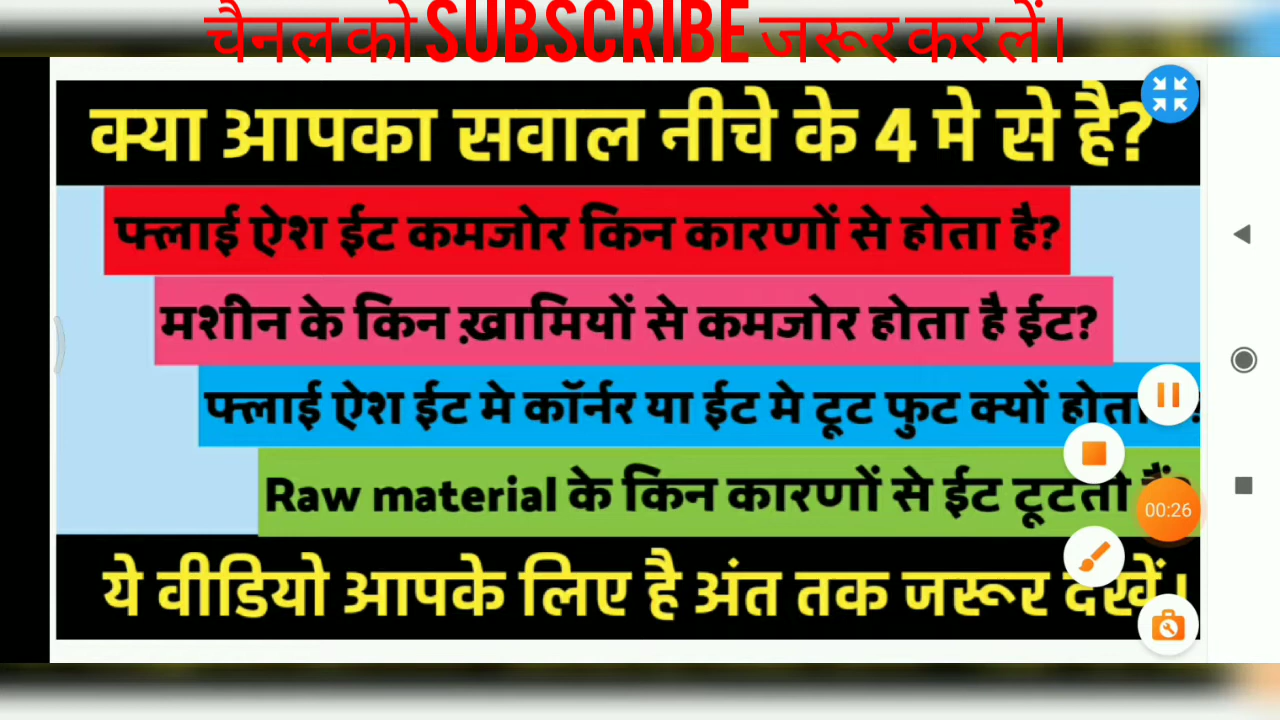 चैनल को SUBSCRIBE जरूर कर लें।
क्या आपका सवाल नीचे के 4 मे से है?
फ्लाई ऐश ईट कमजोर किन कारणों से होता है?
मशीन के किन ख़ामियों से कमजोर होता है ईट?
फ्लाई ऐश ईट मे कॉर्नर या ईट मे टूट फुट क्यों होता
Raw material के किन कारणों से ईट टूटती
00:26
ये वीडियो आपके लिए है अंत तक जरूर देखें।